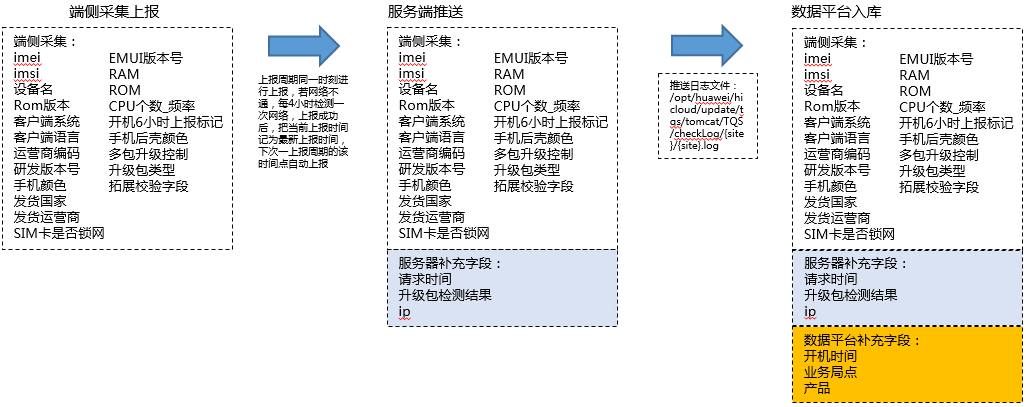 端侧采集上报
端侧采集：
imei
imsi
设备名
Rom版本
客户端系统
客户端语言
运营商编码
研发版本号
手机颜色
发货国家
发货运营商
SIM卡是否锁网
EMUI版本号
RAM
ROM
CPU个数_频率
开机6小时上报标记
手机后壳颜色
多包升级控制
升级包类型
拓展校验字段
上报周期同一时刻进
行上报，若网络不
通，每4小时检测一
次网络，上报成功
后，把当前上报时间
记为最新上报时间，
下次一上报周期的该
时间点自动上报
服务端推送
端侧采集：
imei
imsi
设备名
Rom版本
客户端系统
客户端语言
运营商编码
研发版本号
手机颜色
发货国家
发货运营商
SIM卡是否锁网
EMUI版本号
RAM
ROM
CPU个数_频率
开机6小时上报标记
手机后壳颜色
多包升级控制
升级包类型
拓展校验字段
服务器补充字段：
请求时间
升级包检测结果
ip
推送日志文件：
/opt/huawei/hi
cloud/update/t
gs/tomcat/TQS
/checkLog/{site
}/{site}.log
数据平台入库
端侧采集：
imei
imsi
设备名
Rom版本
客户端系统
客户端语言
运营商编码
研发版本号
手机颜色
发货国家
发货运营商
SIM卡是否锁网
EMUI版本号
RAM
ROM
CPU个数_频率
开机6小时上报标记
手机后壳颜色
多包升级控制
升级包类型
拓展校验字段
服务器补充字段：
请求时间
升级包检测结果
ip
数据平台补充字段：
开机时间
业务局点
产品